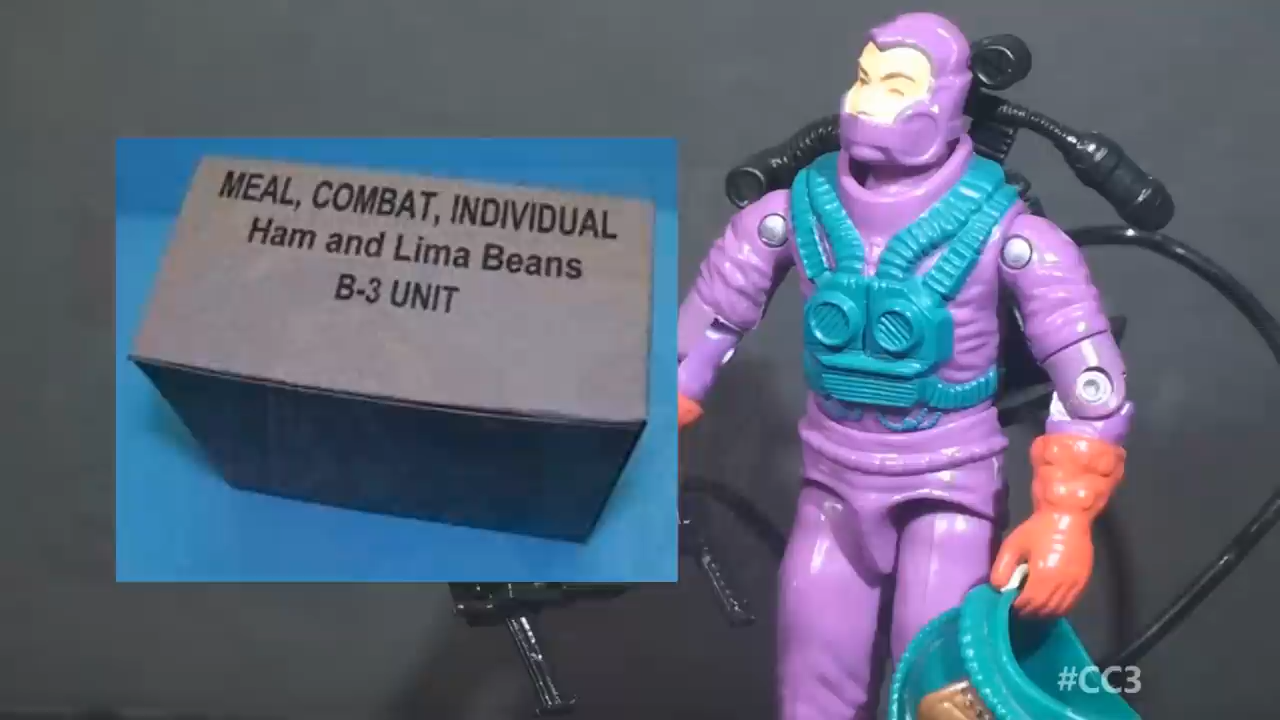 MEAL, COMBAT, INDIVIDUAL
Ham and Lima Beans
B-3 UNIT
#CC3